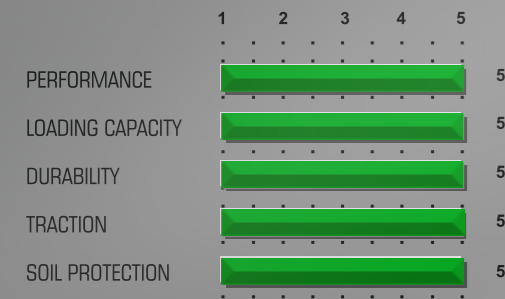 1 2 3 4 5
PERFORMANCE 5
LOADING CAPACITY 5
DURABILITY 5
TRACTION 5
SOIL PROTECTION 5